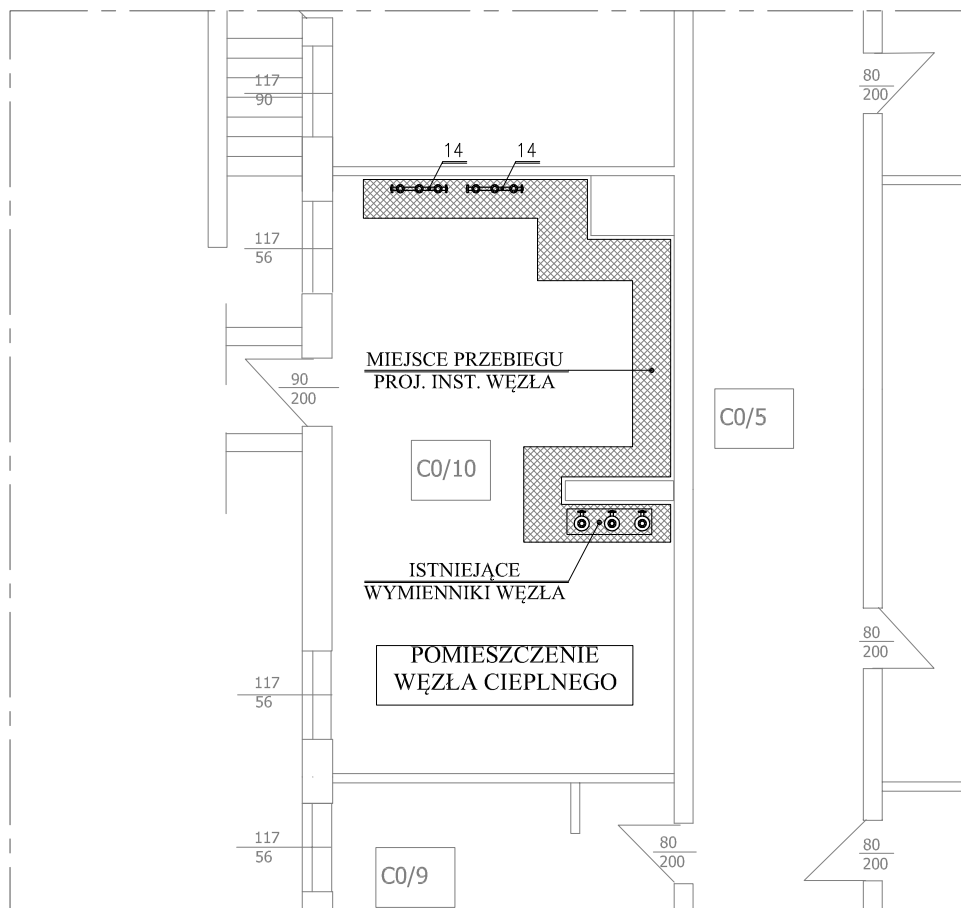 80
200
117
90
14
14
117
56
MIEJSCE PRZEBIEGU
PROJ. INST. WĘZŁA
90
200
C0/5
C0/10
ISTNIEJĄCE
WYMIENNIKI WĘZŁA
80
200
POMIESZCZENIE
WĘZŁA CIEPLNEGO
117
56
117
56
80
200
80
200
C0/9